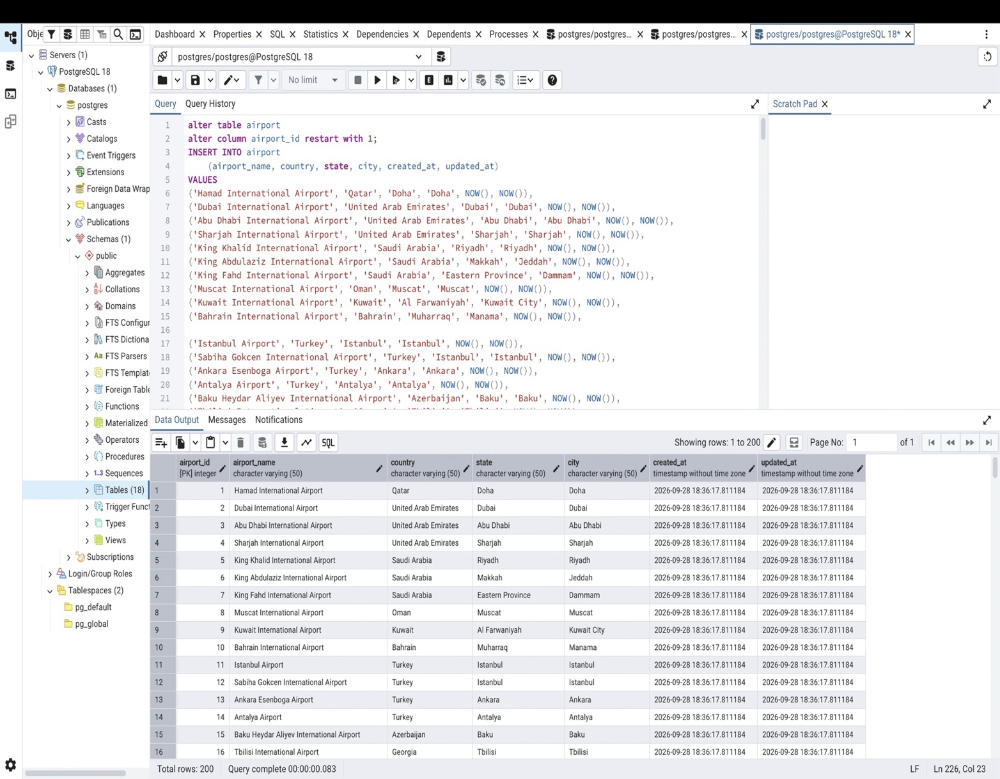 Obje
Dashboard
Properties
SQL
Statistics
Dependencies
Dependents
Processes
postgres/postgres...
postgres/postgres...
postgres/postgres@PostgreSQL 18*
Servers (1)
PostgreSQL 18
Databases (1)
postgres
Casts
Catalogs
Event Triggers
Extensions
Foreign Data Wrap
Languages
Publications
Schemas (1)
public
Aggregates
Collations
Domains
FTS Configur
FTS Dictiona
Aa FTS Parsers
FTS Templat
Foreign Table
Functions
Materialized
Operators
Procedures
1..3 Sequences
Tables (18)
Trigger Funct
Types
Views
Subscriptions
Login/Group Roles
Tablespaces (2)
pg_default
pg_global
postgres/postgres@PostgreSQL 18
No limit
E
Query
Query History
Scratch Pad
1 alter table airport
2 alter column airport_id restart with 1;
3 INSERT INTO airport
4 (airport_name, country, state, city, created_at, updated_at)
5 VALUES
6 ('Hamad International Airport', 'Qatar', 'Doha', 'Doha', NOW(), NOW()),
7 ('Dubai International Airport', 'United Arab Emirates', 'Dubai', 'Dubai', NOW(), NOW()),
8 ('Abu Dhabi International Airport', 'United Arab Emirates', 'Abu Dhabi', 'Abu Dhabi', NOW(), NOW()),
9 ('Sharjah International Airport', 'United Arab Emirates', 'Sharjah', 'Sharjah', NOW(), NOW()),
10 ('King Khalid International Airport', 'Saudi Arabia', 'Riyadh', 'Riyadh', NOW(), NOW()),
11 ('King Abdulaziz International Airport', 'Saudi Arabia', 'Makkah', 'Jeddah', NOW(), NOW()),
12 ('King Fahd International Airport', 'Saudi Arabia', 'Eastern Province', 'Dammam', NOW(), NOW()),
13 ('Muscat International Airport', 'Oman', 'Muscat', 'Muscat', NOW(), NOW()),
14 ('Kuwait International Airport', 'Kuwait', 'Al Farwaniyah', 'Kuwait City', NOW(), NOW()),
15 ('Bahrain International Airport', 'Bahrain', 'Muharraq', 'Manama', NOW(), NOW()),
16
17 ('Istanbul Airport', 'Turkey', 'Istanbul', 'Istanbul', NOW(), NOW()),
18 ('Sabiha Gokcen International Airport', 'Turkey', 'Istanbul', 'Istanbul', NOW(), NOW()),
19 ('Ankara Esenboga Airport', 'Turkey', 'Ankara', 'Ankara', NOW(), NOW()),
20 ('Antalya Airport', 'Turkey', 'Antalya', 'Antalya', NOW(), NOW()),
21 ('Baku Heydar Aliyev International Airport', 'Azerbaijan', 'Baku', 'Baku', NOW(), NOW()),
Data Output
Messages
Notifications
SQL
Showing rows: 1 to 200
Page No: 1 of 1
airport_id airport_name country state city created_at updated_at
[PK] integer character varying (50) character varying (50) character varying (50) character varying (50) timestamp without time zone timestamp without time zone
1 1 Hamad International Airport Qatar Doha Doha 2026-09-28 18:36:17.811184 2026-09-28 18:36:17.811184
2 2 Dubai International Airport United Arab Emirates Dubai Dubai 2026-09-28 18:36:17.811184 2026-09-28 18:36:17.811184
3 3 Abu Dhabi International Airport United Arab Emirates Abu Dhabi Abu Dhabi 2026-09-28 18:36:17.811184 2026-09-28 18:36:17.811184
4 4 Sharjah International Airport United Arab Emirates Sharjah Sharjah 2026-09-28 18:36:17.811184 2026-09-28 18:36:17.811184
5 5 King Khalid International Airport Saudi Arabia Riyadh Riyadh 2026-09-28 18:36:17.811184 2026-09-28 18:36:17.811184
6 6 King Abdulaziz International Airport Saudi Arabia Makkah Jeddah 2026-09-28 18:36:17.811184 2026-09-28 18:36:17.811184
7 7 King Fahd International Airport Saudi Arabia Eastern Province Dammam 2026-09-28 18:36:17.811184 2026-09-28 18:36:17.811184
8 8 Muscat International Airport Oman Muscat Muscat 2026-09-28 18:36:17.811184 2026-09-28 18:36:17.811184
9 9 Kuwait International Airport Kuwait Al Farwaniyah Kuwait City 2026-09-28 18:36:17.811184 2026-09-28 18:36:17.811184
10 10 Bahrain International Airport Bahrain Muharraq Manama 2026-09-28 18:36:17.811184 2026-09-28 18:36:17.811184
11 11 Istanbul Airport Turkey Istanbul Istanbul 2026-09-28 18:36:17.811184 2026-09-28 18:36:17.811184
12 12 Sabiha Gokcen International Airport Turkey Istanbul Istanbul 2026-09-28 18:36:17.811184 2026-09-28 18:36:17.811184
13 13 Ankara Esenboga Airport Turkey Ankara Ankara 2026-09-28 18:36:17.811184 2026-09-28 18:36:17.811184
14 14 Antalya Airport Turkey Antalya Antalya 2026-09-28 18:36:17.811184 2026-09-28 18:36:17.811184
15 15 Baku Heydar Aliyev International Airport Azerbaijan Baku Baku 2026-09-28 18:36:17.811184 2026-09-28 18:36:17.811184
16 16 Tbilisi International Airport Georgia Tbilisi Tbilisi 2026-09-28 18:36:17.811184 2026-09-28 18:36:17.811184
Total rows: 200
Query complete 00:00:00.083
LF
Ln 226, Col 23